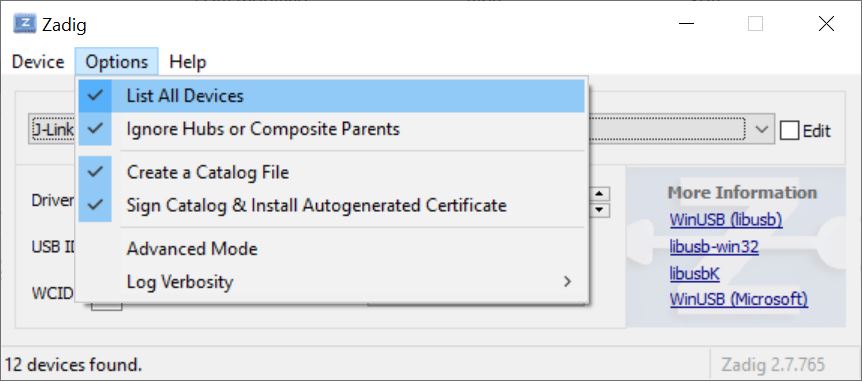 Zadig
Device Options Help
List All Devices
J-Link
Ignore Hubs or Composite Parents
Edit
Create a Catalog File
Driver
Sign Catalog & Install Autogenerated Certificate
USB ID
Advanced Mode
WCID
Log Verbosity
More Information
WinUSB (libusb)
libusb-win32
libusbK
WinUSB (Microsoft)
12 devices found.
Zadig 2.7.765